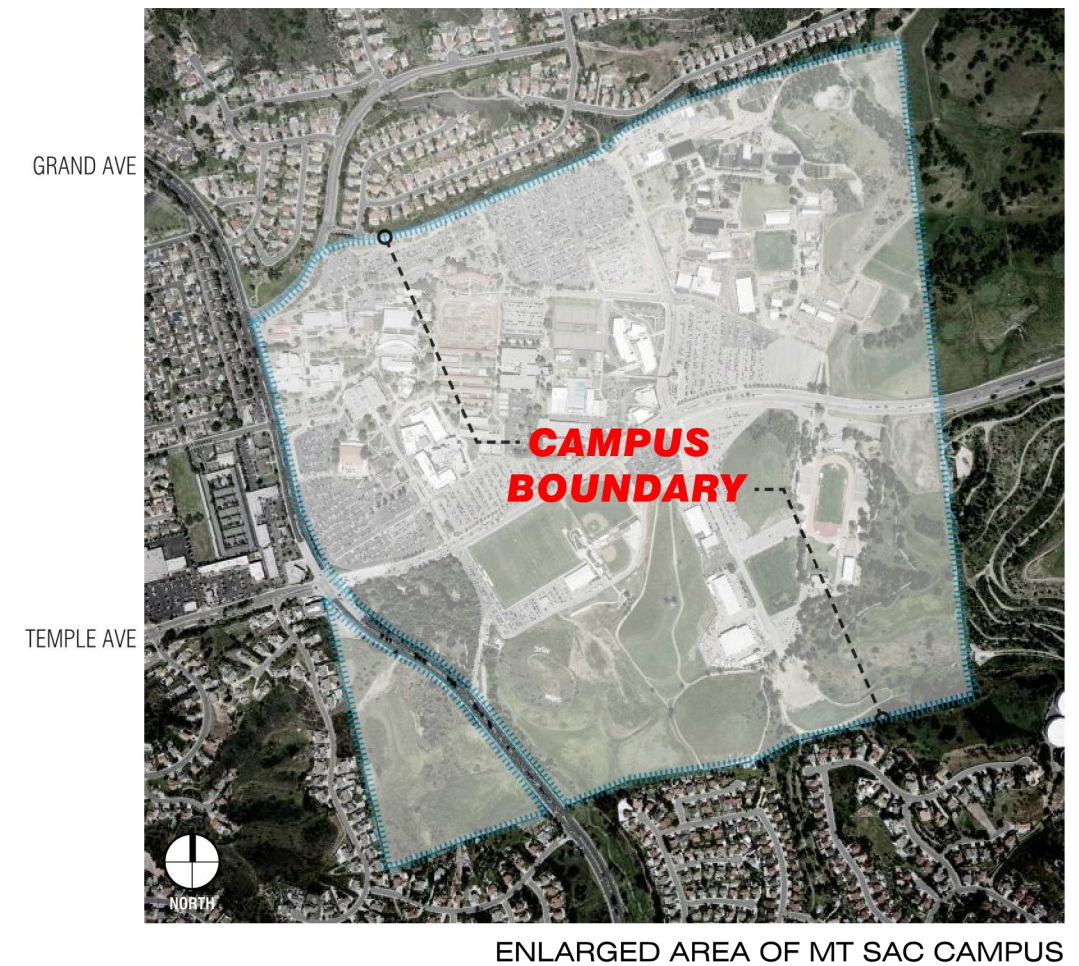 GRAND AVE
CAMPUS
BOUNDARY
TEMPLE AVE
NORTH
ENLARGED AREA OF MT SAC CAMPUS